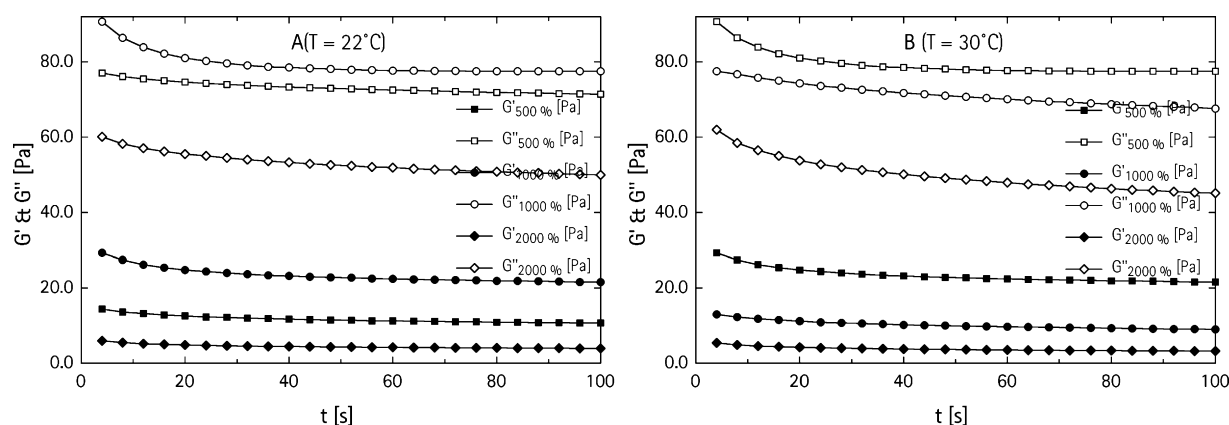 A(T = 22°C)
80.0
60.0
40.0
20.0
0.0
G' & G'' [Pa]
G'500 % [Pa]
G''500 % [Pa]
G'1000 % [Pa]
G''1000 % [Pa]
G'2000 % [Pa]
G''2000 % [Pa]
0 20 40 60 80 100
t [s]
B (T = 30°C)
80.0
60.0
40.0
20.0
0.0
G' & G'' [Pa]
G'500 % [Pa]
G''500 % [Pa]
G'1000 % [Pa]
G''1000 % [Pa]
G'2000 % [Pa]
G''2000 % [Pa]
0 20 40 60 80 100
t [s]